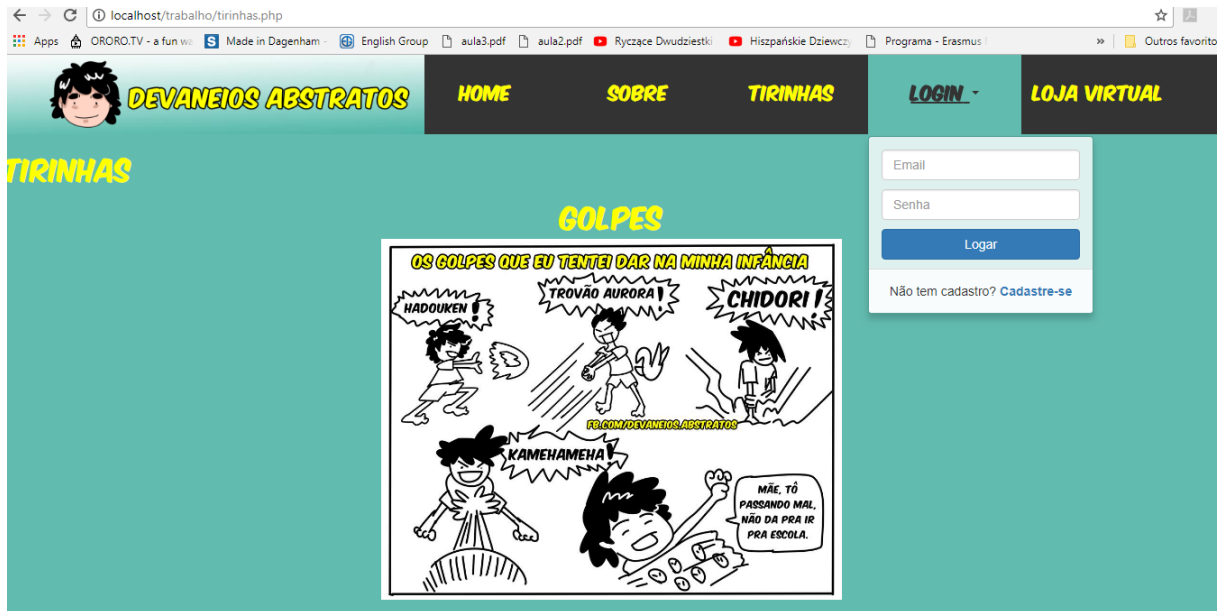 localhost/trabalho/tirinhas.php
Apps ORORO.TV - a fun wa Made in Dagenham - English Group aula3.pdf aula2.pdf Ryczące Dwudziestki Hiszpańskie Dziewczy Programa - Erasmus » Outros favorito
DEVANEIOS ABSTRATOS HOME SOBRE TIRINHAS LOGIN LOJA VIRTUAL
TIRINHAS
Email
Senha
Logar
Não tem cadastro? Cadastre-se
GOLPES
OS GOLPES QUE EU TENTEI DAR NA MINHA INFÂNCIA
HADOUKEN!
TROVÃO AURORA!
CHIDORI!
FB.COM/DEVANEIOS.ABSTRATOS
KAMEHAMEHA!
MÃE, TÔ
PASSANDO MAL,
NÃO DA PRA IR
PRA ESCOLA.